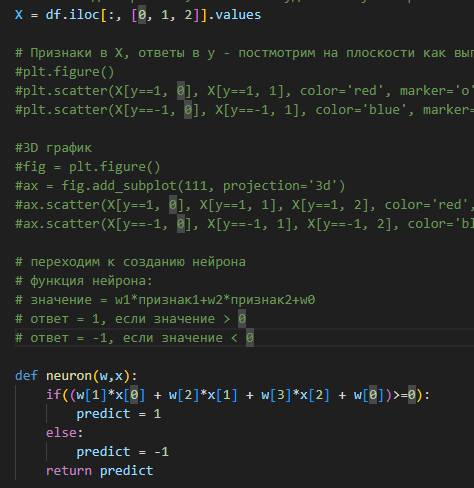 X = df.iloc[:, [0, 1, 2]].values
# Признаки в X, ответы в y - постмотрим на плоскости как
#plt.figure()
#plt.scatter(X[y==1, 0], X[y==1, 1], color='red', marker='o'
#plt.scatter(X[y==-1, 0], X[y==-1, 1], color='blue', marker=
#3D график
#fig = plt.figure()
#ax = fig.add_subplot(111, projection='3d')
#ax.scatter(X[y==1, 0], X[y==1, 1], X[y==1, 2], color='red',
#ax.scatter(X[y==-1, 0], X[y==-1, 1], X[y==-1, 2], color='bl
# переходим к созданию нейрона
# функция нейрона:
# значение = w1*признак1+w2*признак2+w0
# ответ = 1, если значение > 0
# ответ = -1, если значение < 0
def neuron(w,x):
if((w[1]*x[0] + w[2]*x[1] + w[3]*x[2] + w[0])>=0):
predict = 1
else:
predict = -1
return predict